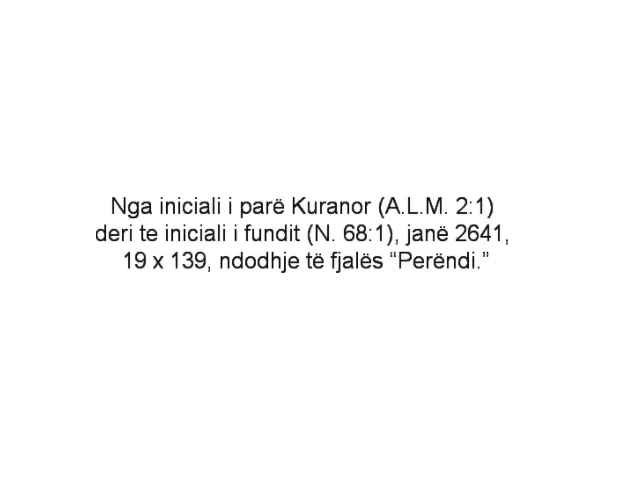 Nga iniciali i parë Kuranor (A.L.M. 2:1)
deri te iniciali i fundit (N. 68:1), janë 2641,
19 x 139, ndodhje të fjalës “Perëndi.”